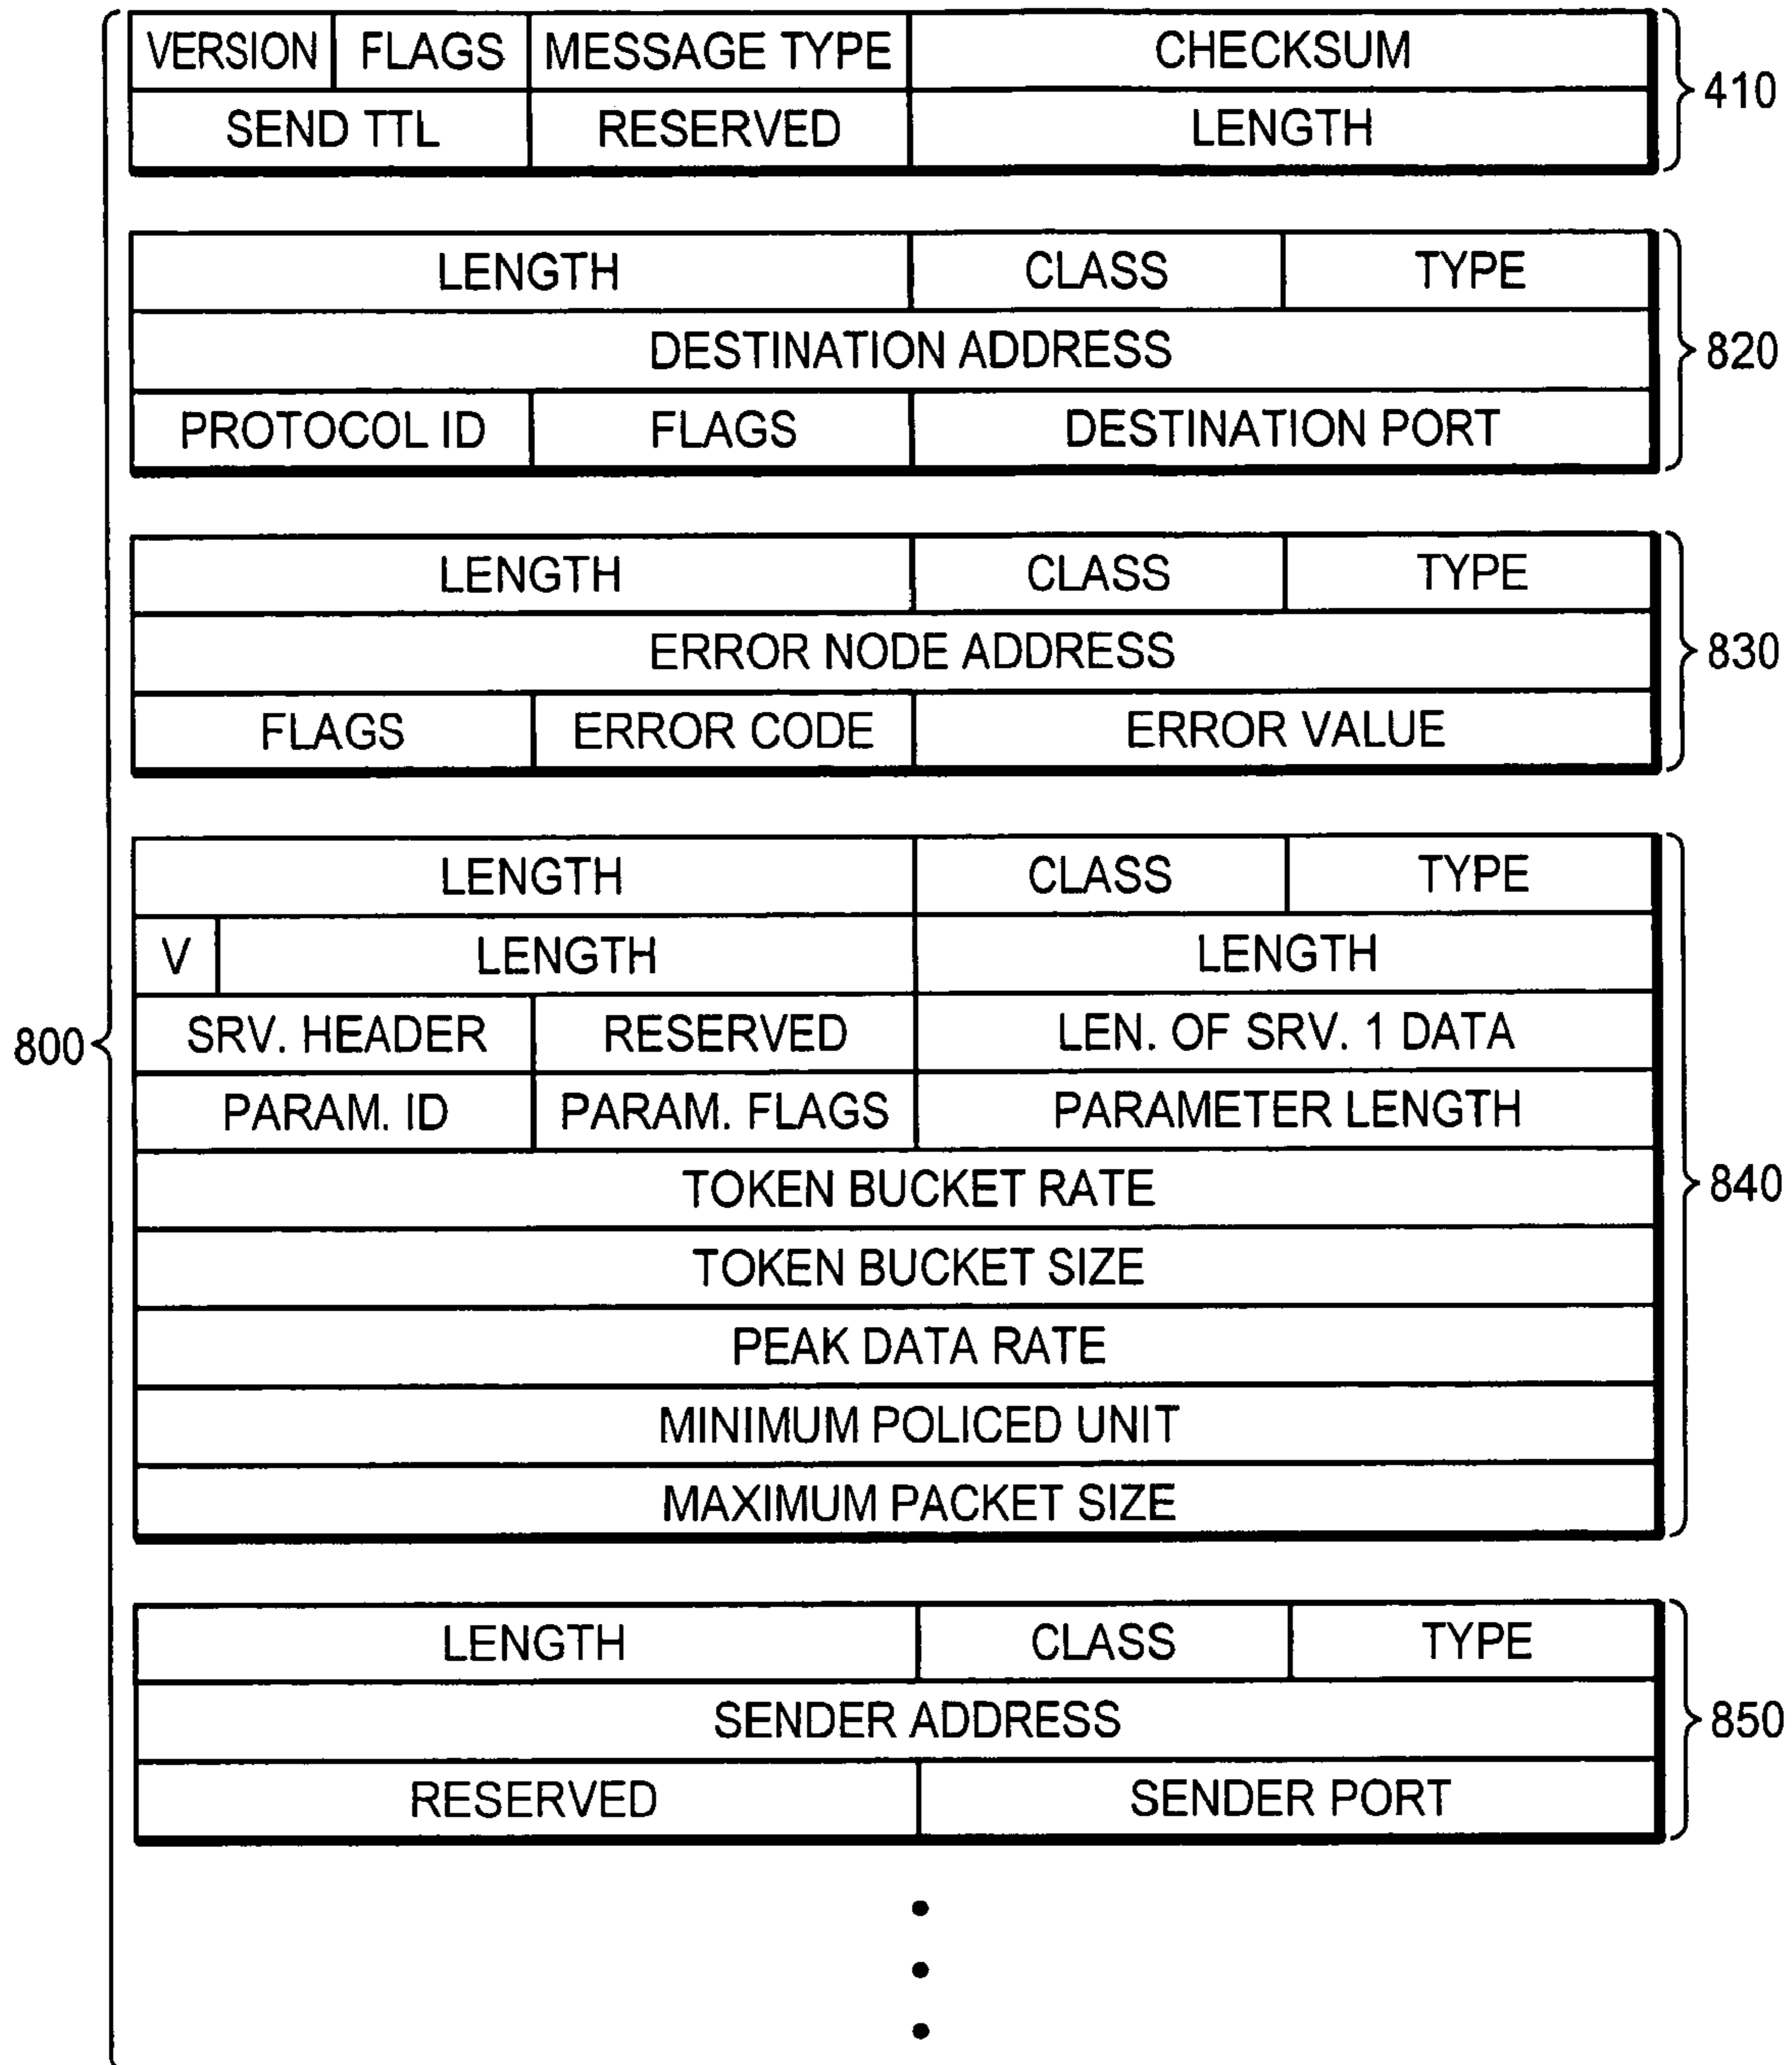 VERSION FLAGS MESSAGE TYPE CHECKSUM
SEND TTL RESERVED LENGTH
410
LENGTH CLASS TYPE
DESTINATION ADDRESS
PROTOCOL ID FLAGS DESTINATION PORT
820
LENGTH CLASS TYPE
ERROR NODE ADDRESS
FLAGS ERROR CODE ERROR VALUE
830
800
LENGTH CLASS TYPE
V LENGTH LENGTH
SRV. HEADER RESERVED LEN. OF SRV. 1 DATA
PARAM. ID PARAM. FLAGS PARAMETER LENGTH
TOKEN BUCKET RATE
TOKEN BUCKET SIZE
PEAK DATA RATE
MINIMUM POLICED UNIT
MAXIMUM PACKET SIZE
840
LENGTH CLASS TYPE
SENDER ADDRESS
RESERVED SENDER PORT
850